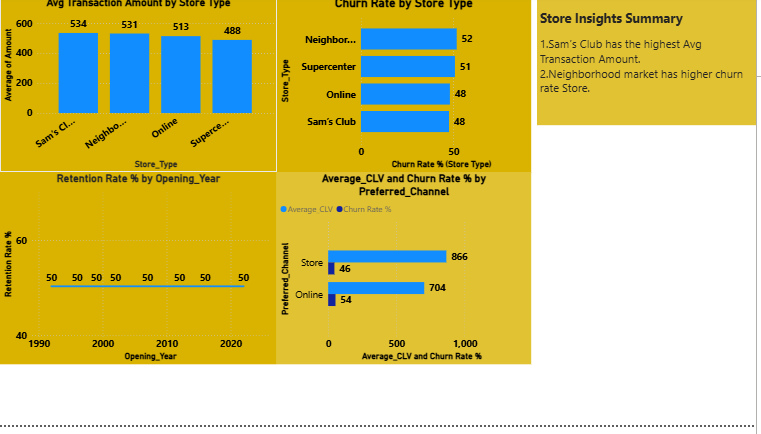 Avg Transaction Amount by Store Type
600
400
200
0
534
531
513
488
Average of Amount
Sam's Cl...
Neighbo...
Online
Superce...
Store_Type
Churn Rate by Store Type
Store_Type
Neighbor...
52
Supercenter
51
Online
48
Sam's Club
48
0
50
Churn Rate % (Store Type)
Store Insights Summary
1.Sam's Club has the highest Avg
Transaction Amount.
2.Neighborhood market has higher churn
rate Store.
Retention Rate % by Opening_Year
Retention Rate %
60
50 50 50 50 50 50 50 50
40
1990
2000
2010
2020
Opening_Year
Average_CLV and Churn Rate % by
Preferred_Channel
Average_CLV Churn Rate %
Preferred_Channel
Store
866
46
Online
704
54
0
500
1,000
Average_CLV and Churn Rate %